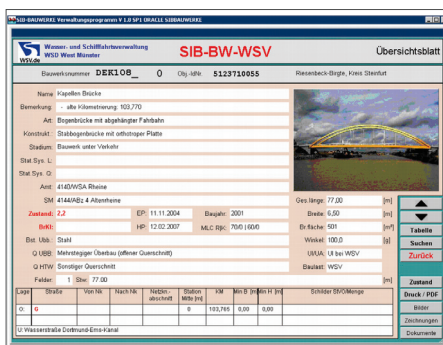 SIB-BAUWERKE Verwaltungsprogramm V 1.0 SP1 ORACLE SIBBAUWERK
WSV.de
Wasser- und Schifffahrtsverwaltung
WSD West Münster
SIB-BW-WSV
Übersichtsblatt
Bauwerksnummer DEK108_ 0 Obj.-IdNr. 5123710055 Riesenbeck-Birgte, Kreis Steinfurt
Name Kapellen Brücke
Bemerkung: - alte Kilometrierung: 103,770
Art: Bogenbrücke mit abgehängter Fahrbahn
Konstrukt.: Stabbogenbrücke mit orthotroper Platte
Stadium: Bauwerk unter Verkehr
Stat.Sys. L:
Stat.Sys. Q:
Amt: 4140/WSA Rheine
SM 4144/ABz 4 Altenrheine Ges.länge: 77,00 [m]
Zustand: 2,2 EP: 11.11.2004 Baujahr: 2001 Breite: 6,50 [m]
BrKl: HP: 12.02.2007 MLC R|K: 70/0 160/0 Br.fläche: 501 [m²]
Bst. Übb.: Stahl Winkel: 100,0 [g]
Q ÜBB: Mehrstegiger Überbau (offener Querschnitt) UI/UA: UI bei WSV
Q HTW Sonstiger Querschnitt Baulast: WSV
Felder: 1 Stw: 77.00 [m]
Tabelle
Suchen
Zurück
Zustand
Druck / PDF
Bilder
Zeichnungen
Dokumente
Lage Straße Von Nk Nach Nk Netzkn.-abschnitt Station Mitte [m] KM Min B [m] Min H [m] Schilder StVO/Menge
O: G 0 103,765 0,00 0,00
U: Wasserstraße Dortmund-Ems-Kanal